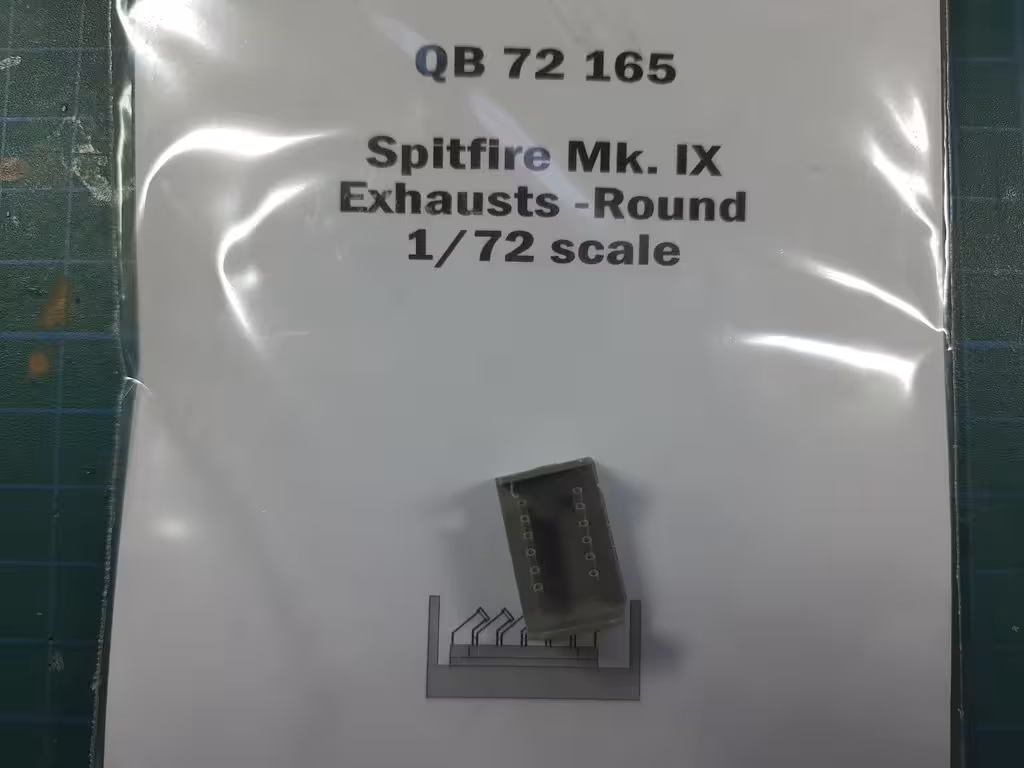 QB 72 165
Spitfire Mk. IX
Exhausts -Round
1/72 scale